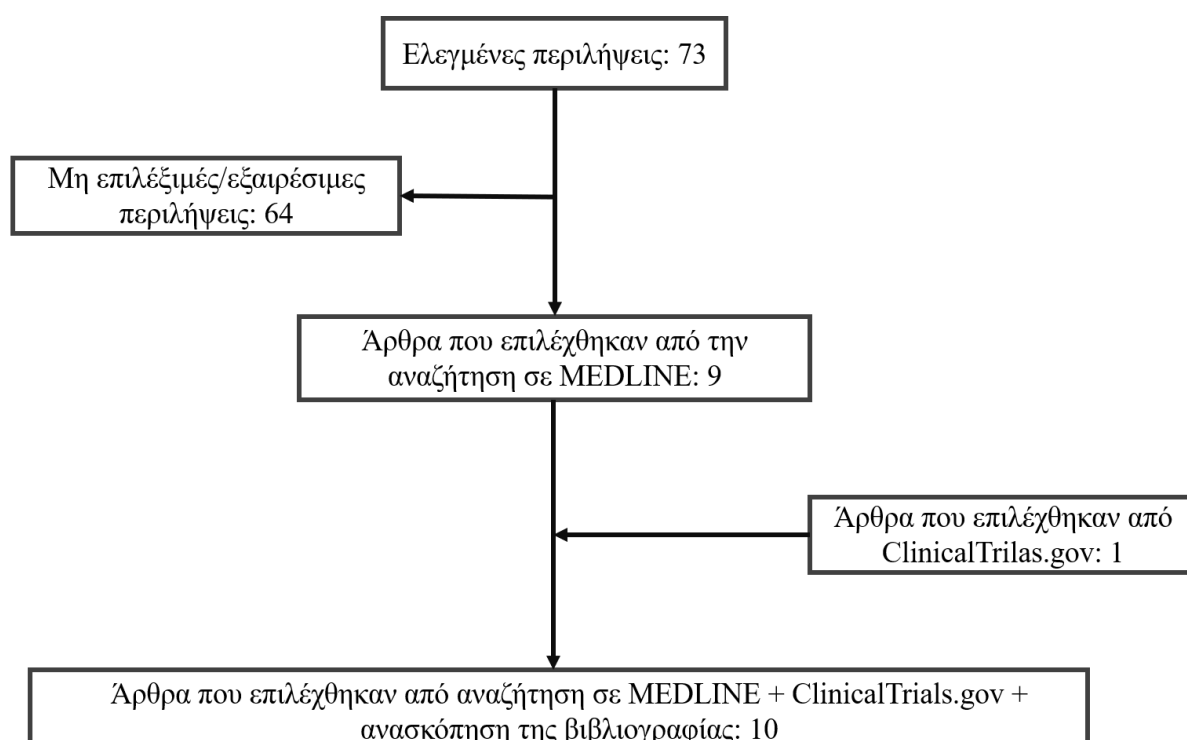 Ελεγμένες περιλήψεις: 73
Μη επιλέξιμές/εξαιρέσιμες
περιλήψεις: 64
Άρθρα που επιλέχθηκαν από την
αναζήτηση σε MEDLINE: 9
Άρθρα που επιλέχθηκαν από
ClinicalTrilas.gov: 1
Άρθρα που επιλέχθηκαν από αναζήτηση σε MEDLINE + ClinicalTrials.gov +
ανασκόπηση της βιβλιογραφίας: 10